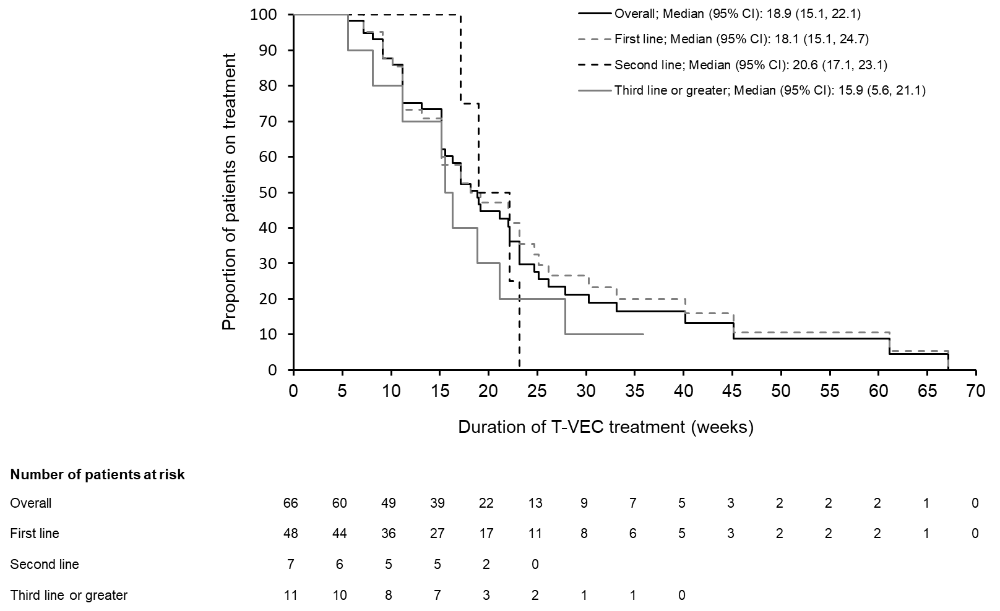 Overall; Median (95% CI): 18.9 (15.1, 22.1)
First line; Median (95% CI): 18.1 (15.1, 24.7)
Second line; Median (95% CI): 20.6 (17.1, 23.1)
Third line or greater; Median (95% CI): 15.9 (5.6, 21.1)
Proportion of patients on treatment
100
90
80
70
60
50
40
30
20
10
0
0 5 10 15 20 25 30 35 40 45 50 55 60 65 70
Duration of T-VEC treatment (weeks)
Number of patients at risk
Overall 66 60 49 39 22 13 9 7 5 3 2 2 2 1 0
First line 48 44 36 27 17 11 8 6 5 3 2 2 2 1 0
Second line 7 6 5 5 2 0
Third line or greater 11 10 8 7 3 2 1 1 0